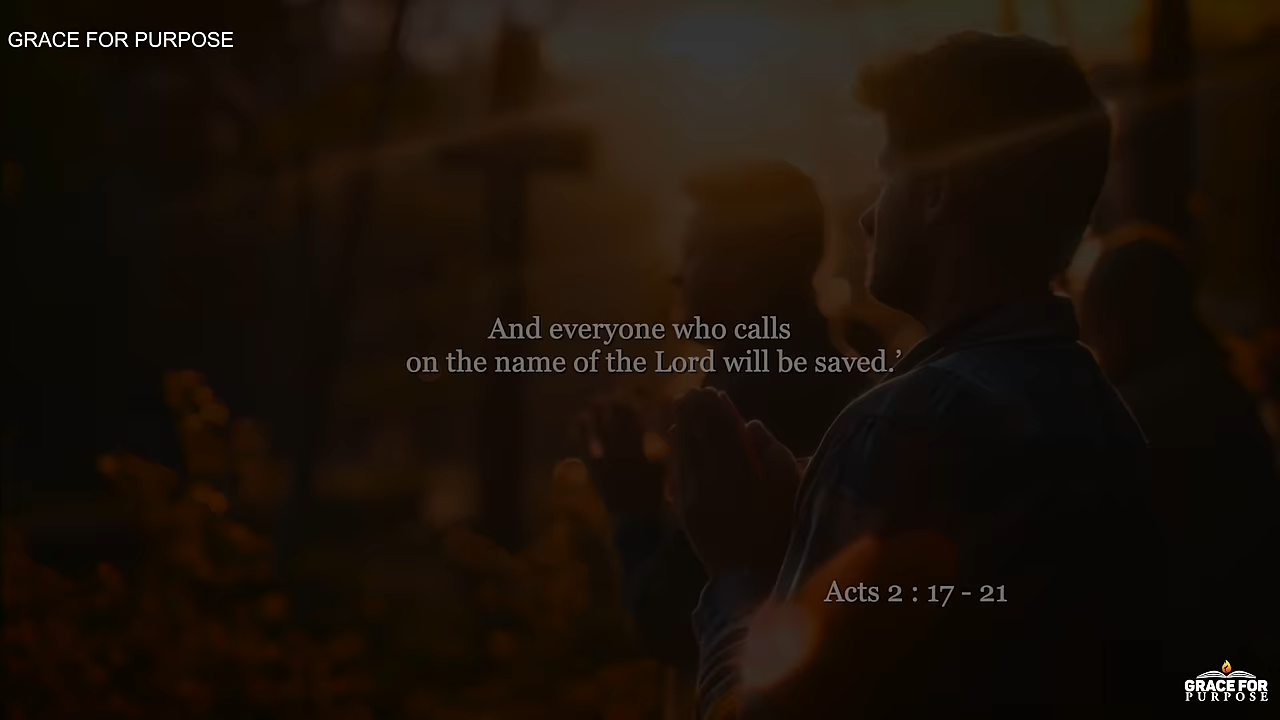 GRACE FOR PURPOSE
And everyone who calls
on the name of the Lord will be saved.’
Acts 2 : 17 - 21
GRACE FOR
PURPOSE